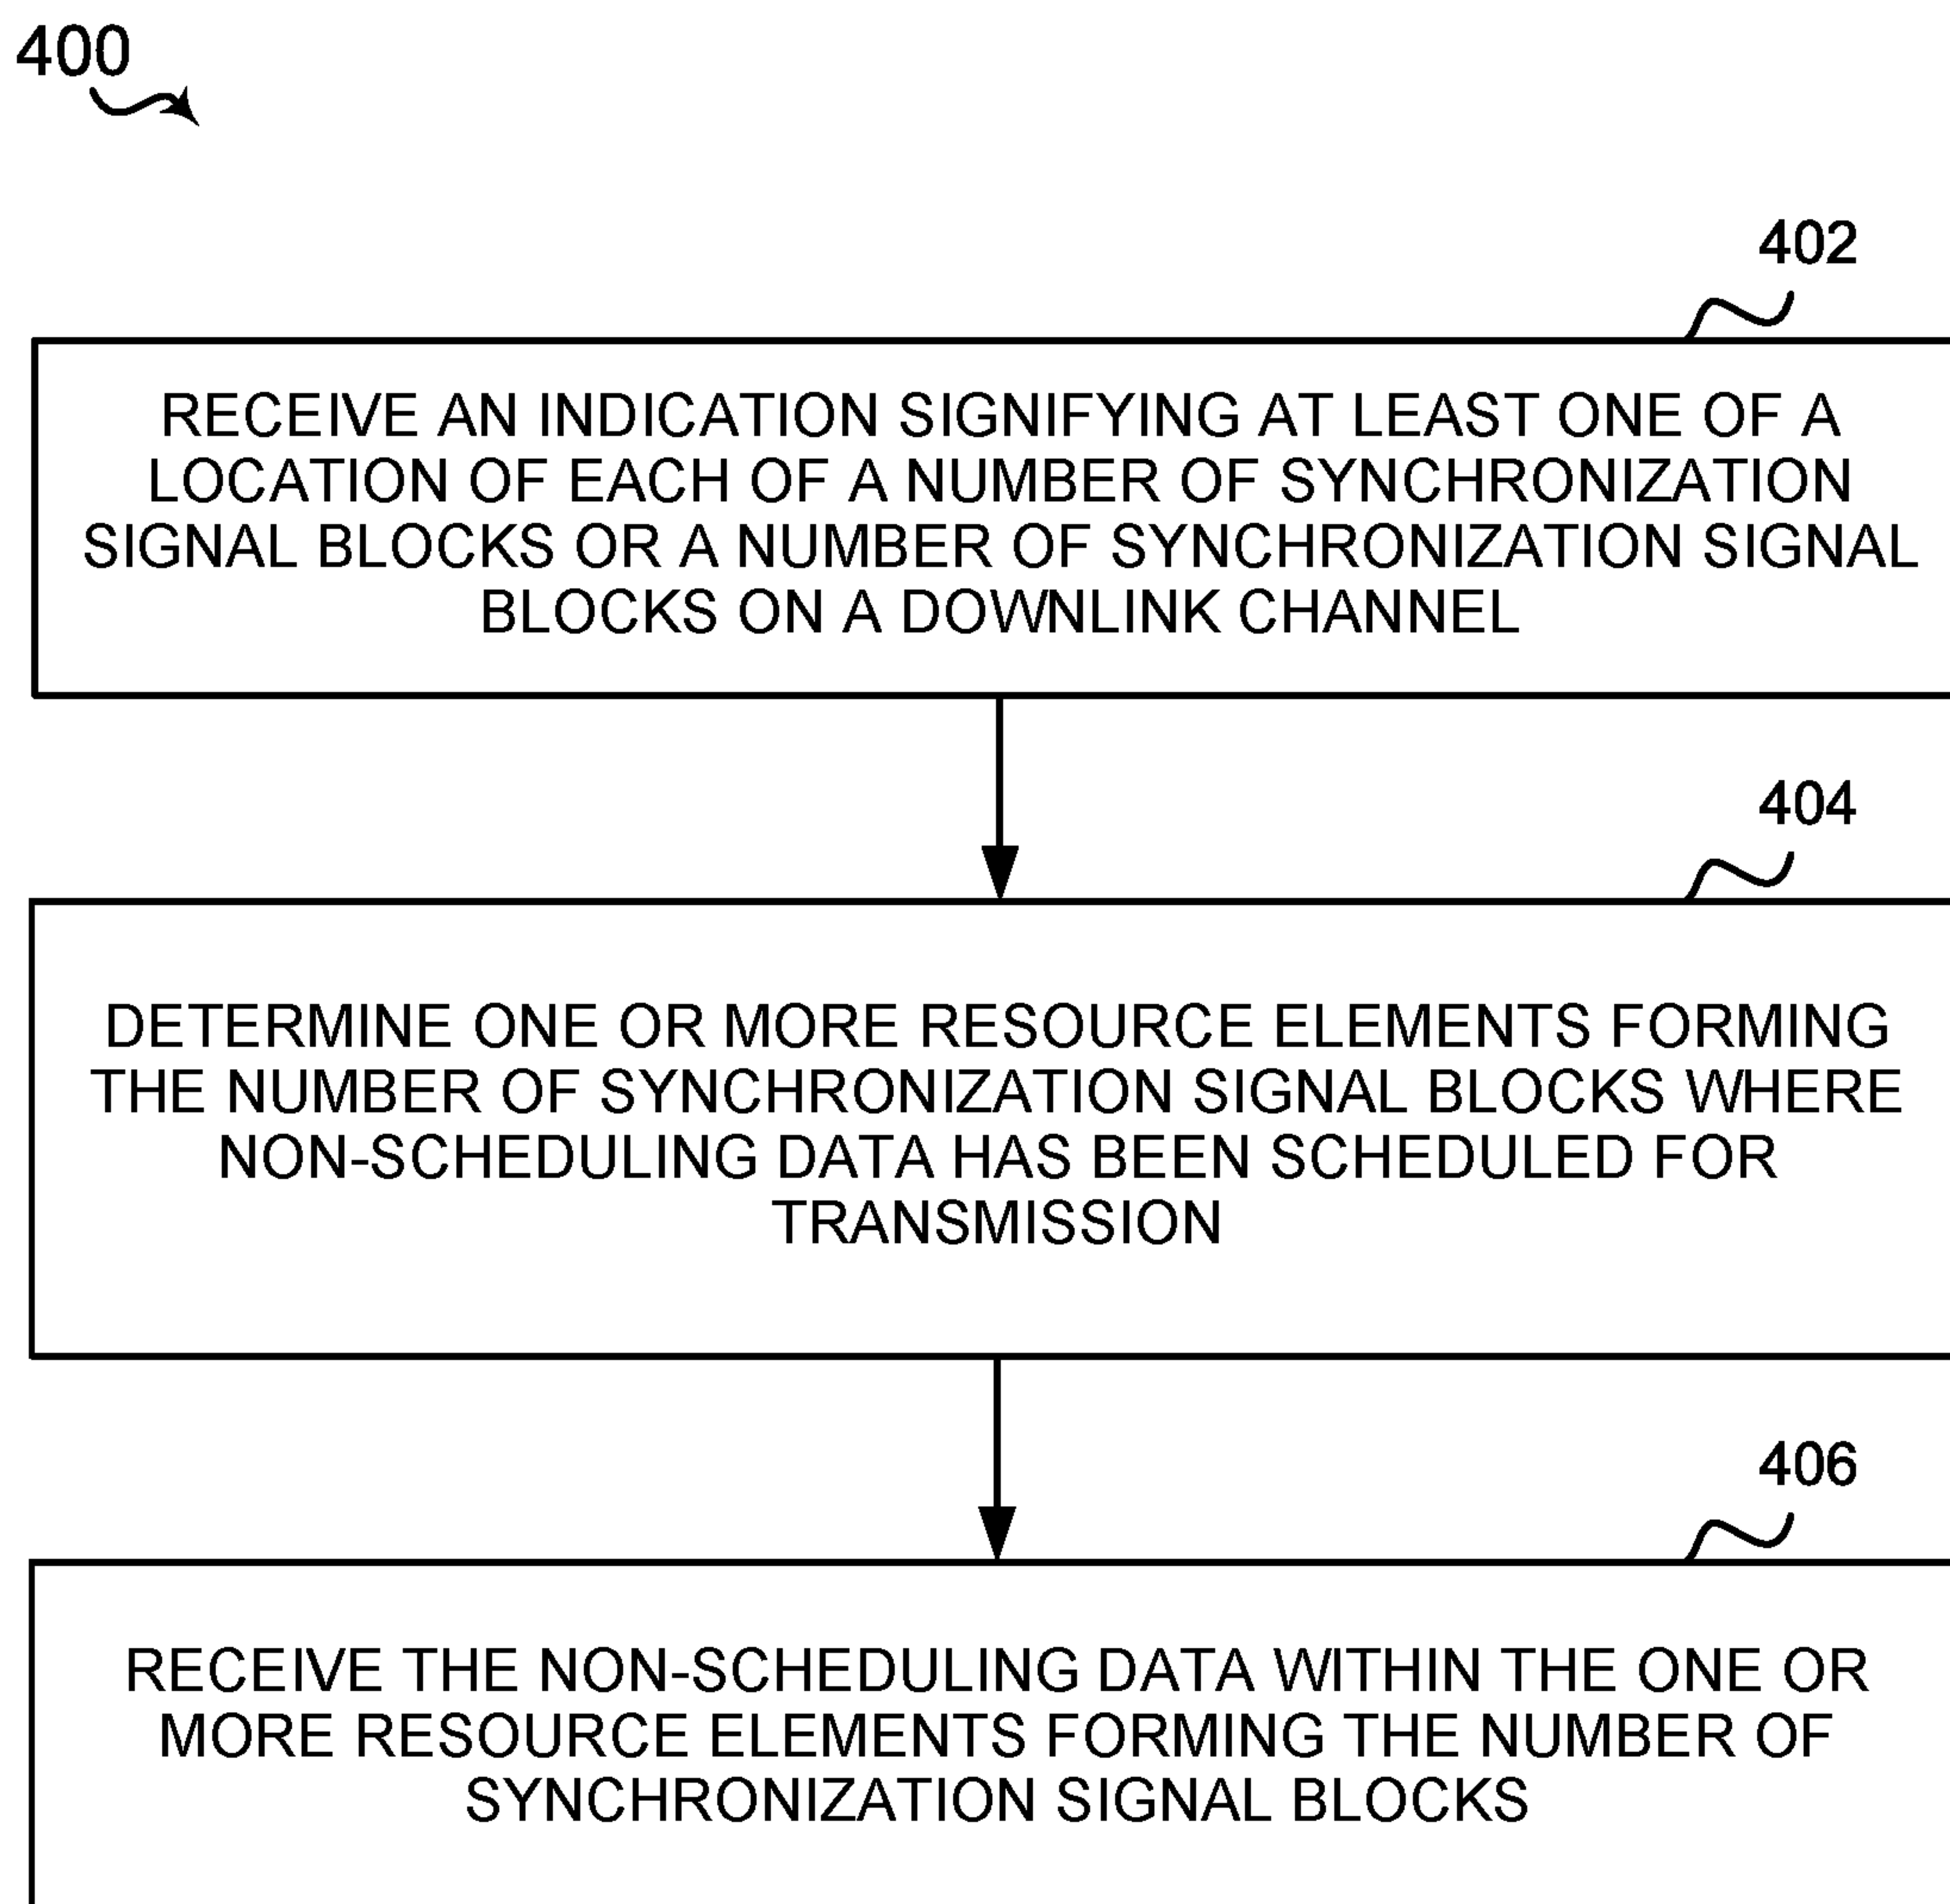 400
402
RECEIVE AN INDICATION SIGNIFYING AT LEAST ONE OF A
LOCATION OF EACH OF A NUMBER OF SYNCHRONIZATION
SIGNAL BLOCKS OR A NUMBER OF SYNCHRONIZATION SIGNAL
BLOCKS ON A DOWNLINK CHANNEL
404
DETERMINE ONE OR MORE RESOURCE ELEMENTS FORMING
THE NUMBER OF SYNCHRONIZATION SIGNAL BLOCKS WHERE
NON-SCHEDULING DATA HAS BEEN SCHEDULED FOR
TRANSMISSION
406
RECEIVE THE NON-SCHEDULING DATA WITHIN THE ONE OR
MORE RESOURCE ELEMENTS FORMING THE NUMBER OF
SYNCHRONIZATION SIGNAL BLOCKS